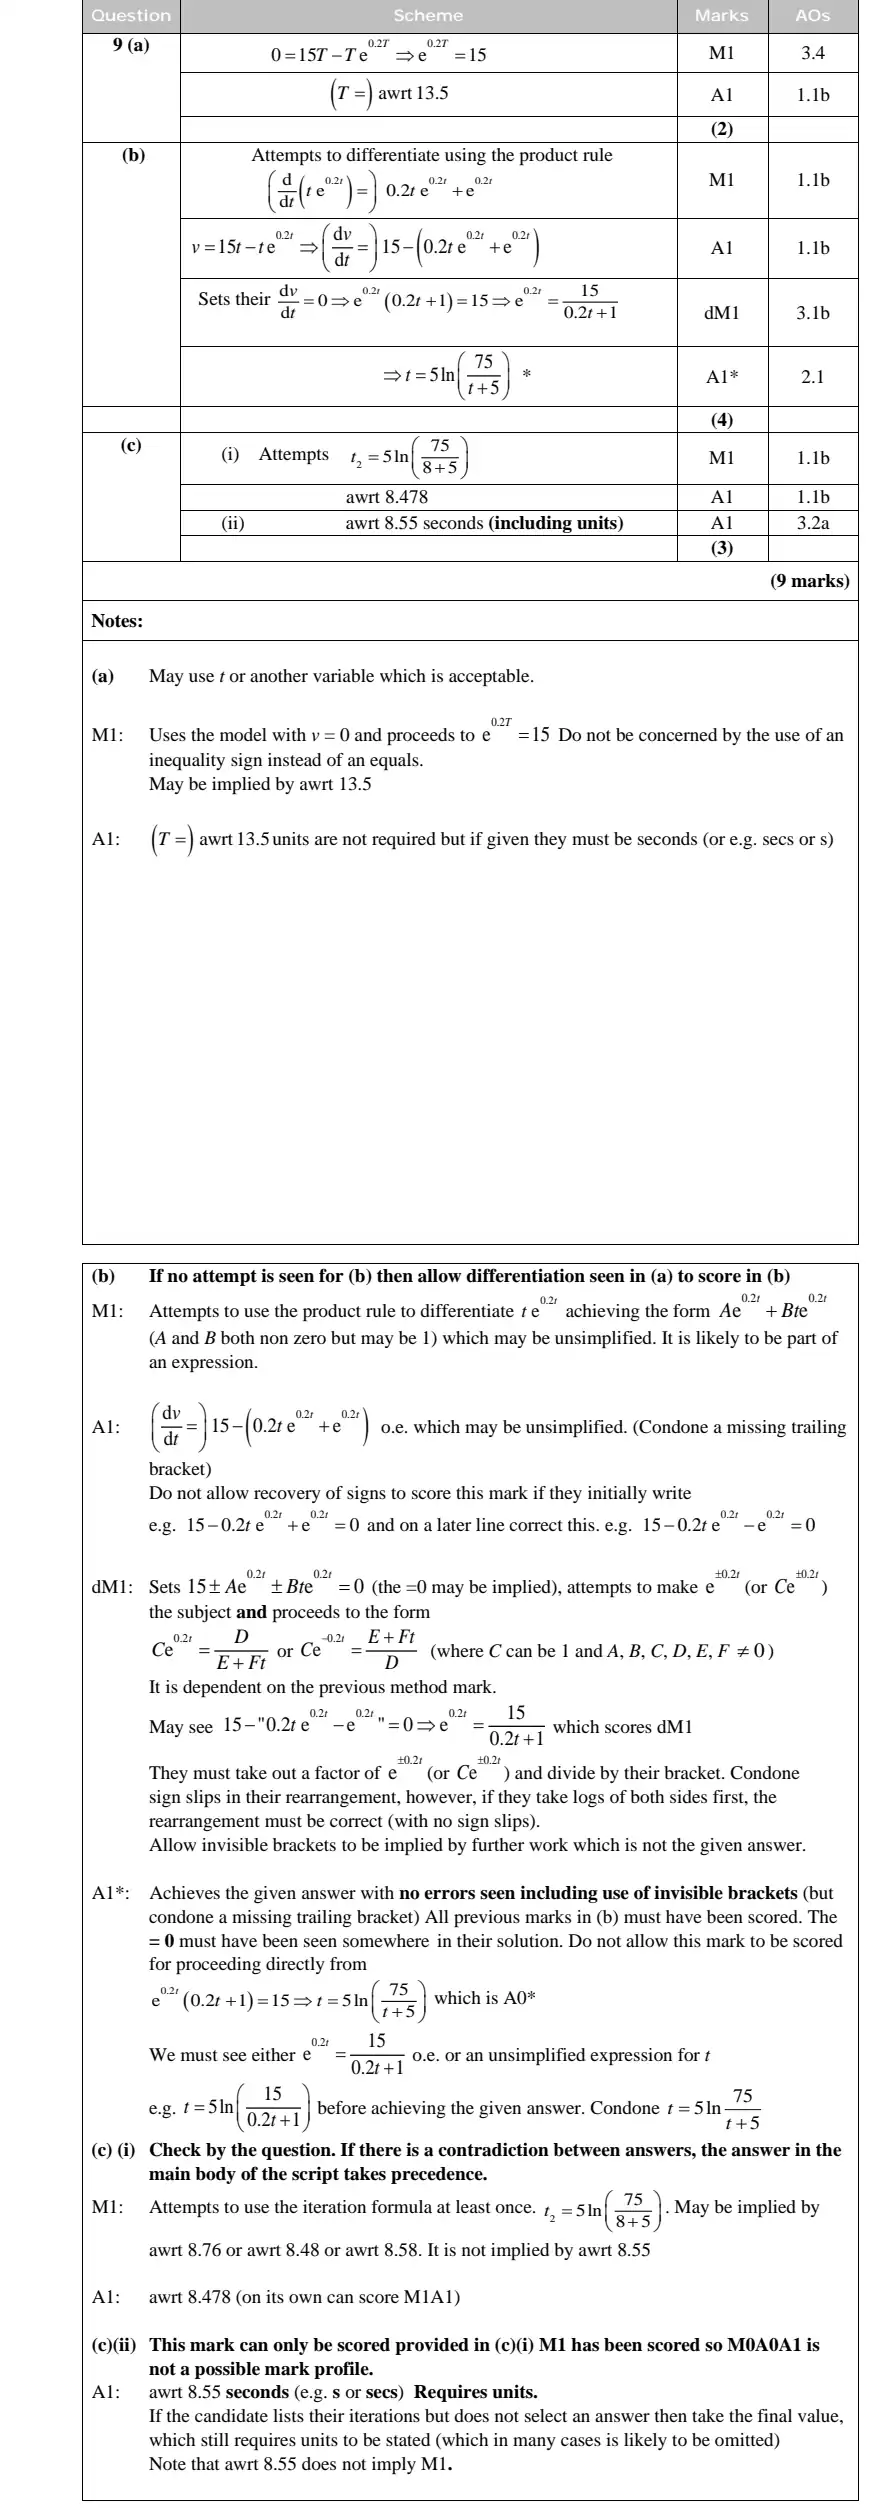 Question Scheme Marks AOs
9 (a) 0 = 15T − T e^{0.2T} ⇒ e^{0.2T} = 15 M1 3.4
(T =) awrt 13.5 A1 1.1b
(2)
(b) Attempts to differentiate using the product rule
(d/dt (t e^{0.2t}) =) 0.2t e^{0.2t} + e^{0.2t} M1 1.1b
v = 15t − t e^{0.2t} ⇒ (dv/dt =) 15 − (0.2t e^{0.2t} + e^{0.2t}) A1 1.1b
Sets their dv/dt = 0 ⇒ e^{0.2t} (0.2t + 1) = 15 ⇒ e^{0.2t} = 15/(0.2t + 1) dM1 3.1b
⇒ t = 5 ln(75/(t + 5)) * A1* 2.1
(4)
(c) (i) Attempts t₂ = 5 ln(75/(8 + 5)) M1 1.1b
awrt 8.478 A1 1.1b
(ii) awrt 8.55 seconds (including units) A1 3.2a
(3)
(9 marks)
Notes:
(a) May use t or another variable which is acceptable.
M1: Uses the model with v = 0 and proceeds to e^{0.2T} = 15 Do not be concerned by the use of an
inequality sign instead of an equals.
May be implied by awrt 13.5
A1: (T =) awrt 13.5 units are not required but if given they must be seconds (or e.g. secs or s)
(b) If no attempt is seen for (b) then allow differentiation seen in (a) to score in (b)
M1: Attempts to use the product rule to differentiate t e^{0.2t} achieving the form Ae^{0.2t} + Bte^{0.2t}
(A and B both non zero but may be 1) which may be unsimplified. It is likely to be part of
an expression.
A1: (dv/dt =) 15 − (0.2t e^{0.2t} + e^{0.2t}) o.e. which may be unsimplified. (Condone a missing trailing
bracket)
Do not allow recovery of signs to score this mark if they initially write
e.g. 15 − 0.2t e^{0.2t} + e^{0.2t} = 0 and on a later line correct this. e.g. 15 − 0.2t e^{0.2t} − e^{0.2t} = 0
dM1: Sets 15 ± Ae^{0.2t} ± Bte^{0.2t} = 0 (the =0 may be implied), attempts to make e^{±0.2t} (or Ce^{±0.2t})
the subject and proceeds to the form
Ce^{0.2t} = D/(E + Ft) or Ce^{−0.2t} = (E + Ft)/D (where C can be 1 and A, B, C, D, E, F ≠ 0)
It is dependent on the previous method mark.
May see 15 − "0.2t e^{0.2t} − e^{0.2t}" = 0 ⇒ e^{0.2t} = 15/(0.2t + 1) which scores dM1
They must take out a factor of e^{±0.2t} (or Ce^{±0.2t}) and divide by their bracket. Condone
sign slips in their rearrangement, however, if they take logs of both sides first, the
rearrangement must be correct (with no sign slips).
Allow invisible brackets to be implied by further work which is not the given answer.
A1*: Achieves the given answer with no errors seen including use of invisible brackets (but
condone a missing trailing bracket) All previous marks in (b) must have been scored. The
= 0 must have been seen somewhere in their solution. Do not allow this mark to be scored
for proceeding directly from
e^{0.2t} (0.2t + 1) = 15 ⇒ t = 5 ln(75/(t + 5)) which is A0*
We must see either e^{0.2t} = 15/(0.2t + 1) o.e. or an unsimplified expression for t
e.g. t = 5 ln(15/(0.2t + 1)) before achieving the given answer. Condone t = 5 ln 75/(t + 5)
(c) (i) Check by the question. If there is a contradiction between answers, the answer in the
main body of the script takes precedence.
M1: Attempts to use the iteration formula at least once. t₂ = 5 ln(75/(8 + 5)). May be implied by
awrt 8.76 or awrt 8.48 or awrt 8.58. It is not implied by awrt 8.55
A1: awrt 8.478 (on its own can score M1A1)
(c)(ii) This mark can only be scored provided in (c)(i) M1 has been scored so M0A0A1 is
not a possible mark profile.
A1: awrt 8.55 seconds (e.g. s or secs) Requires units.
If the candidate lists their iterations but does not select an answer then take the final value,
which still requires units to be stated (which in many cases is likely to be omitted)
Note that awrt 8.55 does not imply M1.